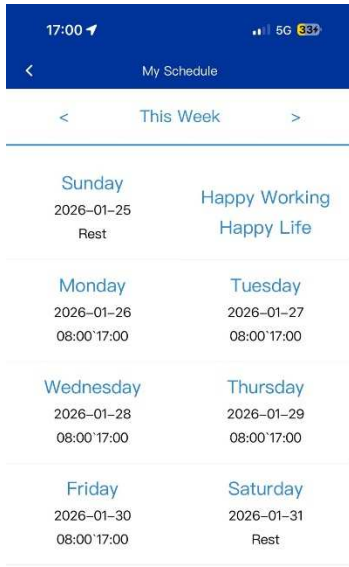 17:00
5G 33
My Schedule
< This Week >
Sunday
2026-01-25
Rest
Happy Working
Happy Life
Monday
2026-01-26
08:00`17:00
Tuesday
2026-01-27
08:00`17:00
Wednesday
2026-01-28
08:00`17:00
Thursday
2026-01-29
08:00`17:00
Friday
2026-01-30
08:00`17:00
Saturday
2026-01-31
Rest